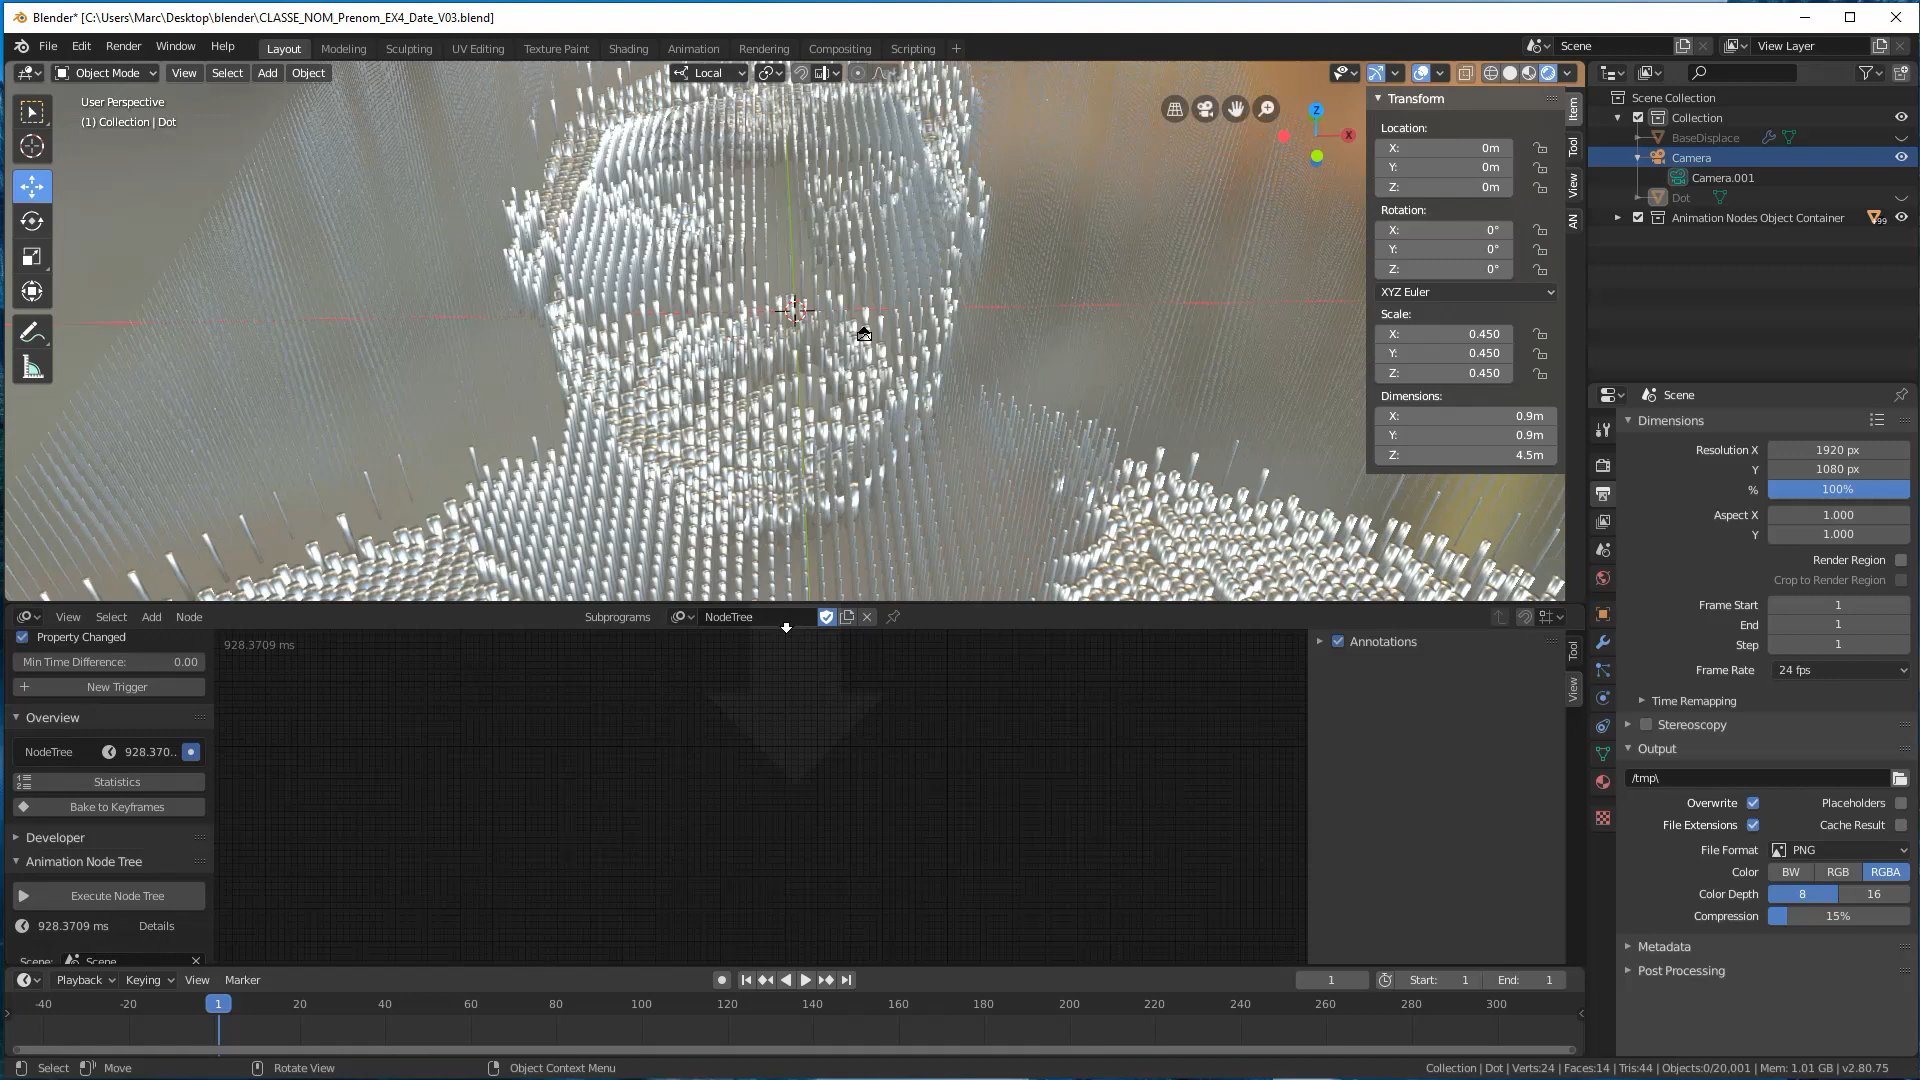 Blender* [C:\Users\Marc\Desktop\blender\CLASSE_NOM_Prenom_EX4_Date_V03.blend]
File Edit Render Window Help Layout Modeling Sculpting UV Editing Texture Paint Shading Animation Rendering Compositing Scripting Scene View Layer
Object Mode View Select Add Object Local
User Perspective
(1) Collection | Dot
Z
X
Transform
Location:
X: 0m
Y: 0m
Z: 0m
Rotation:
X: 0°
Y: 0°
Z: 0°
XYZ Euler
Scale:
X: 0.450
Y: 0.450
Z: 0.450
Dimensions:
X: 0.9m
Y: 0.9m
Z: 4.5m
Item
Tool
View
AN
Scene Collection
Collection
BaseDisplace
Camera
Camera.001
Dot
Animation Nodes Object Container
Scene
Dimensions
Resolution X 1920 px
Y 1080 px
% 100%
Aspect X 1.000
Y 1.000
Render Region
Crop to Render Region
Frame Start 1
End 1
Step 1
Frame Rate 24 fps
Time Remapping
Stereoscopy
Output
/tmp\
Overwrite Placeholders
File Extensions Cache Result
File Format PNG
Color BW RGB RGBA
Color Depth 8 16
Compression 15%
Metadata
Post Processing
View Select Add Node Subprograms NodeTree
Property Changed
Min Time Difference: 0.00
New Trigger
Overview
NodeTree 928.370..
Statistics
Bake to Keyframes
Developer
Animation Node Tree
Execute Node Tree
928.3709 ms Details
Scene: Scene
928.3709 ms
Annotations
Tool
View
Playback Keying View Marker 1 Start: 1 End: 1
-40 -20 1 20 40 60 80 100 120 140 160 180 200 220 240 260 280 300
Select Move Rotate View Object Context Menu Collection | Dot | Verts:24 | Faces:14 | Tris:44 | Objects:0/20,001 | Mem: 1.01 GB | v2.80.75